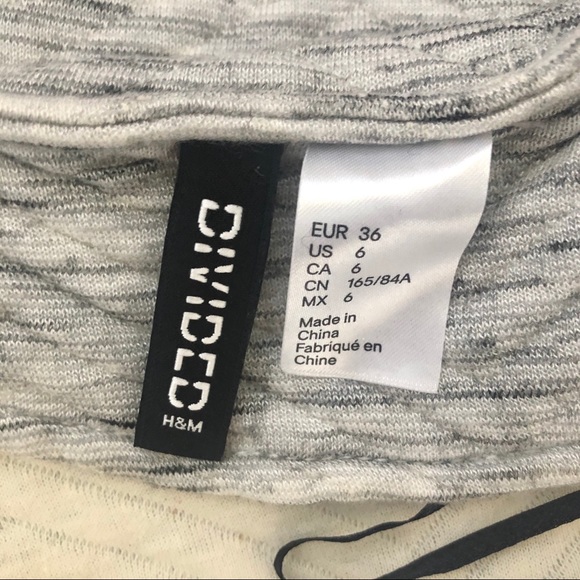 DIVIDED
H&M
EUR 36
US 6
CA 6
CN 165/84A
MX 6
Made in
China
Fabriqué en
Chine